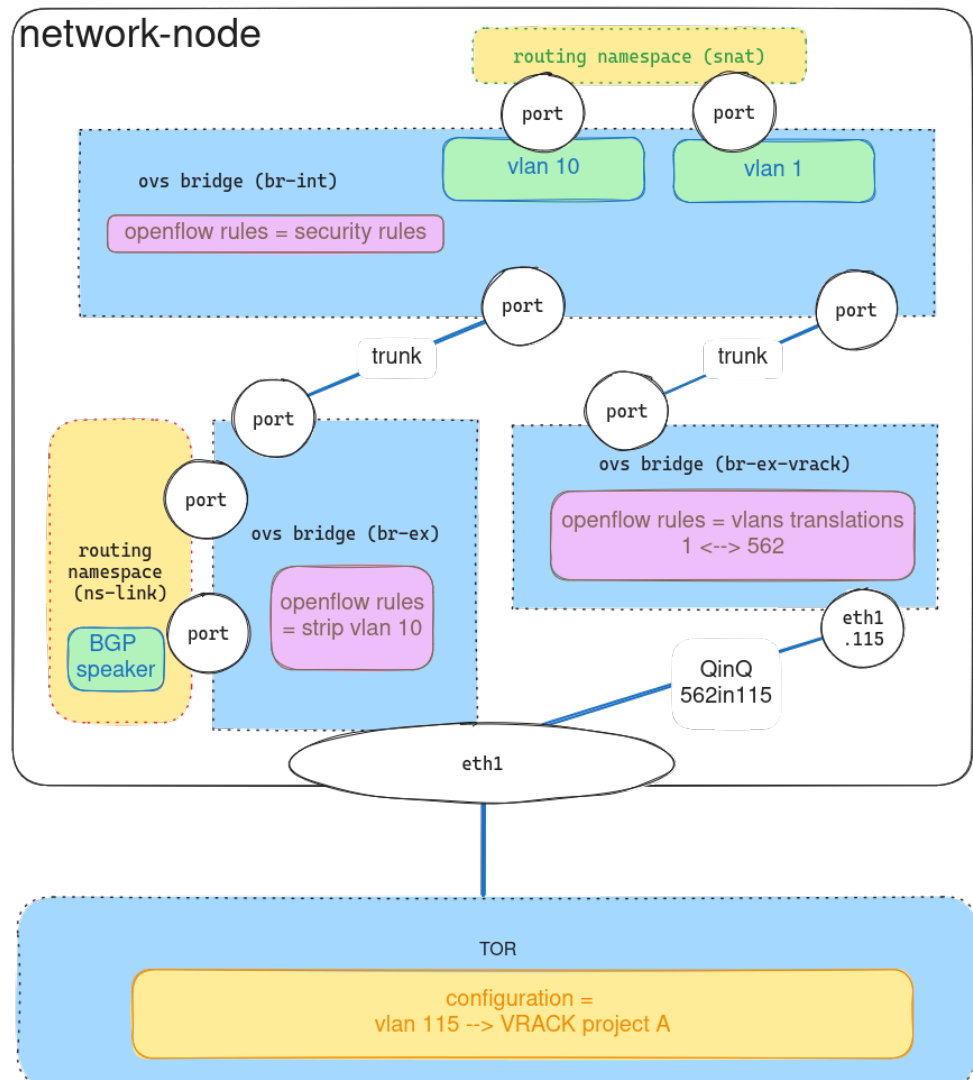 network-node
routing namespace (snat)
port
port
vlan 10
vlan 1
ovs bridge (br-int)
openflow rules = security rules
port
port
trunk
trunk
port
port
port
ovs bridge (br-ex-vrack)
openflow rules = vlans translations
1 <--> 562
ovs bridge (br-ex)
routing
namespace
(ns-link)
openflow rules
= strip vlan 10
port
BGP
speaker
eth1
.115
QinQ
562in115
eth1
TOR
configuration =
vlan 115 --> VRACK project A